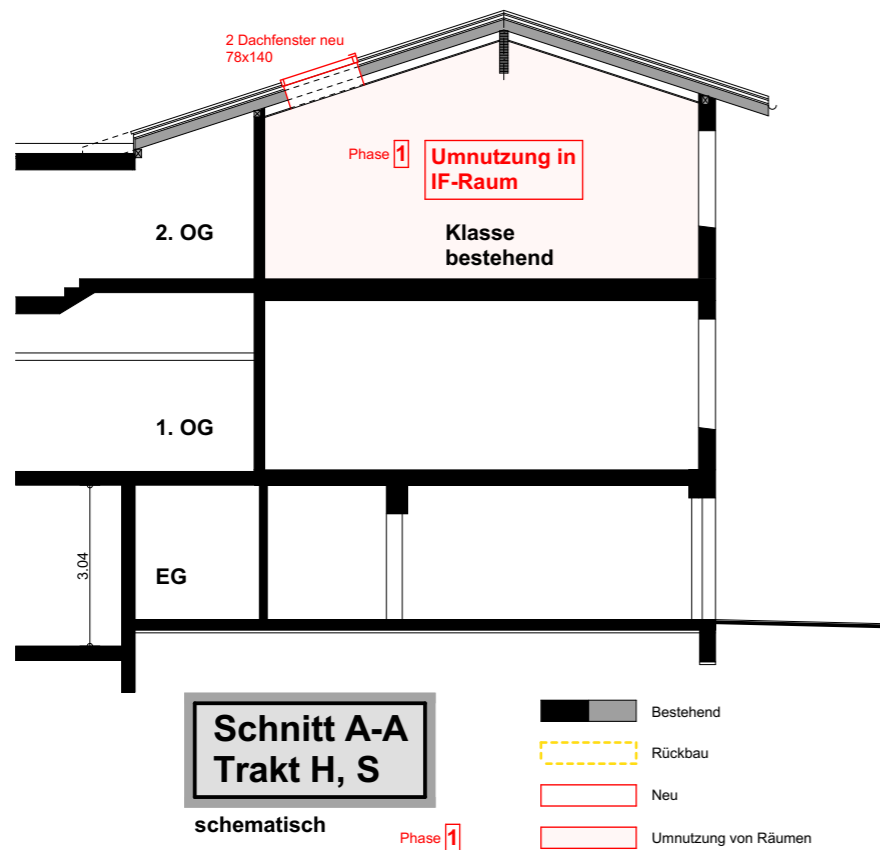 2 Dachfenster neu
78x140
Phase 1
Umnutzung in
IF-Raum
2. OG
Klasse
bestehend
1. OG
3.04
EG
Schnitt A-A
Trakt H, S
schematisch
Bestehend
Rückbau
Neu
Phase 1
Umnutzung von Räumen